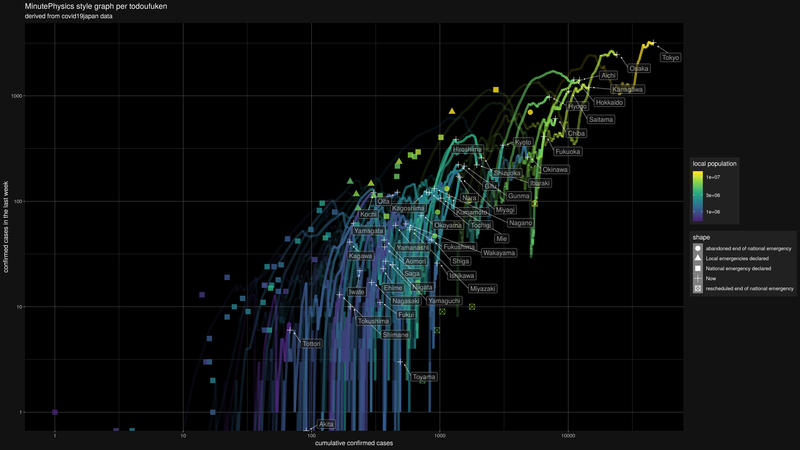 MinutePhysics style graph per todoufuken
derived from covid19japan data
Tokyo
Osaka
Aichi
Kanagawa
Hokkaido
Hyogo
Saitama
Chiba
Kyoto
Fukuoka
Hiroshima
Okinawa
Shizuoka
Ibaraki
Gifu
Gunma
Nara
Oita
Kagoshima
Miyagi
Kochi
Kumamoto
Nagano
Okayama
Tochigi
Yamagata
Mie
Yamanashi
Fukushima
Wakayama
Kagawa
Aomori
Shiga
Saga
Ishikawa
Iwate
Ehime
Niigata
Miyazaki
Nagasaki
Yamaguchi
Fukui
Tokushima
Shimane
Tottori
Toyama
Akita
confirmed cases in the last week
1000
100
10
1
1
10
100
1000
10000
cumulative confirmed cases
local population
1e+07
3e+06
1e+06
shape
abandoned end of national emergency
Local emergencies declared
National emergency declared
Now
rescheduled end of national emergency